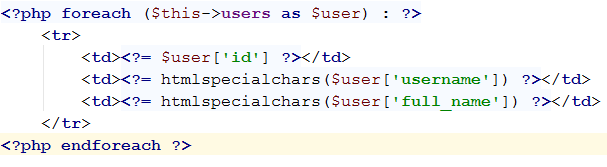 <?php foreach ($this->users as $user) : ?>
<tr>
<td><?= $user['id'] ?></td>
<td><?= htmlspecialchars($user['username']) ?></td>
<td><?= htmlspecialchars($user['full_name']) ?></td>
</tr>
<?php endforeach ?>